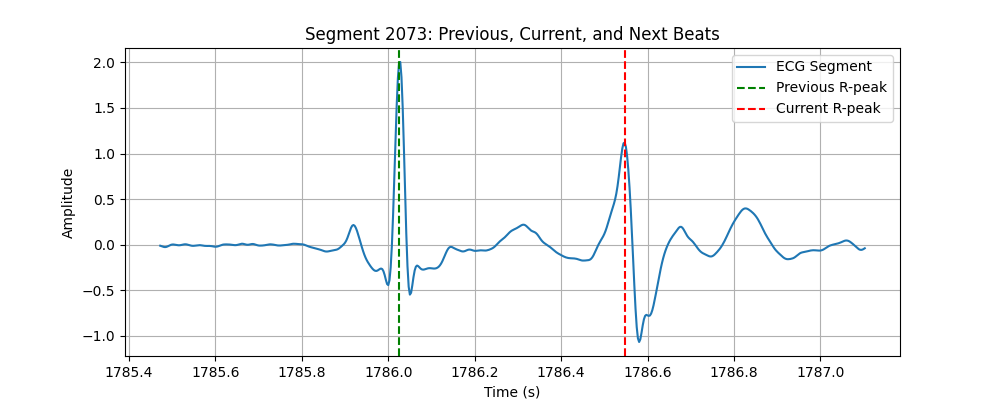 Segment 2073: Previous, Current, and Next Beats
ECG Segment
Previous R-peak
Current R-peak
Amplitude
2.0
1.5
1.0
0.5
0.0
−0.5
−1.0
1785.4 1785.6 1785.8 1786.0 1786.2 1786.4 1786.6 1786.8 1787.0
Time (s)